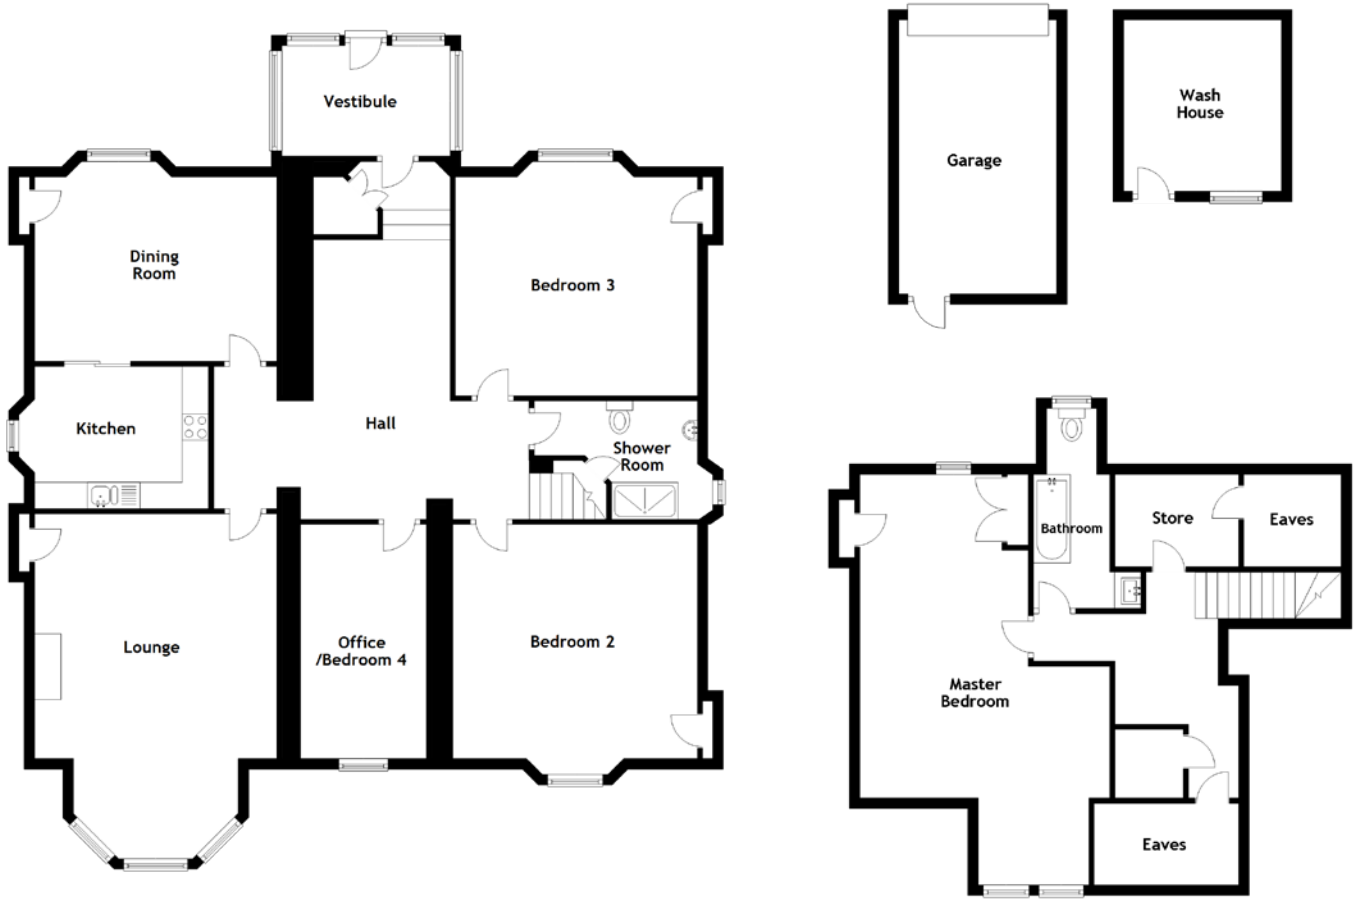 Vestibule
Dining
Room
Bedroom 3
Kitchen
Hall
Shower
Room
Lounge
Office
/Bedroom 4
Bedroom 2
Garage
Wash
House
Bathroom
Store
Eaves
Master
Bedroom
Eaves